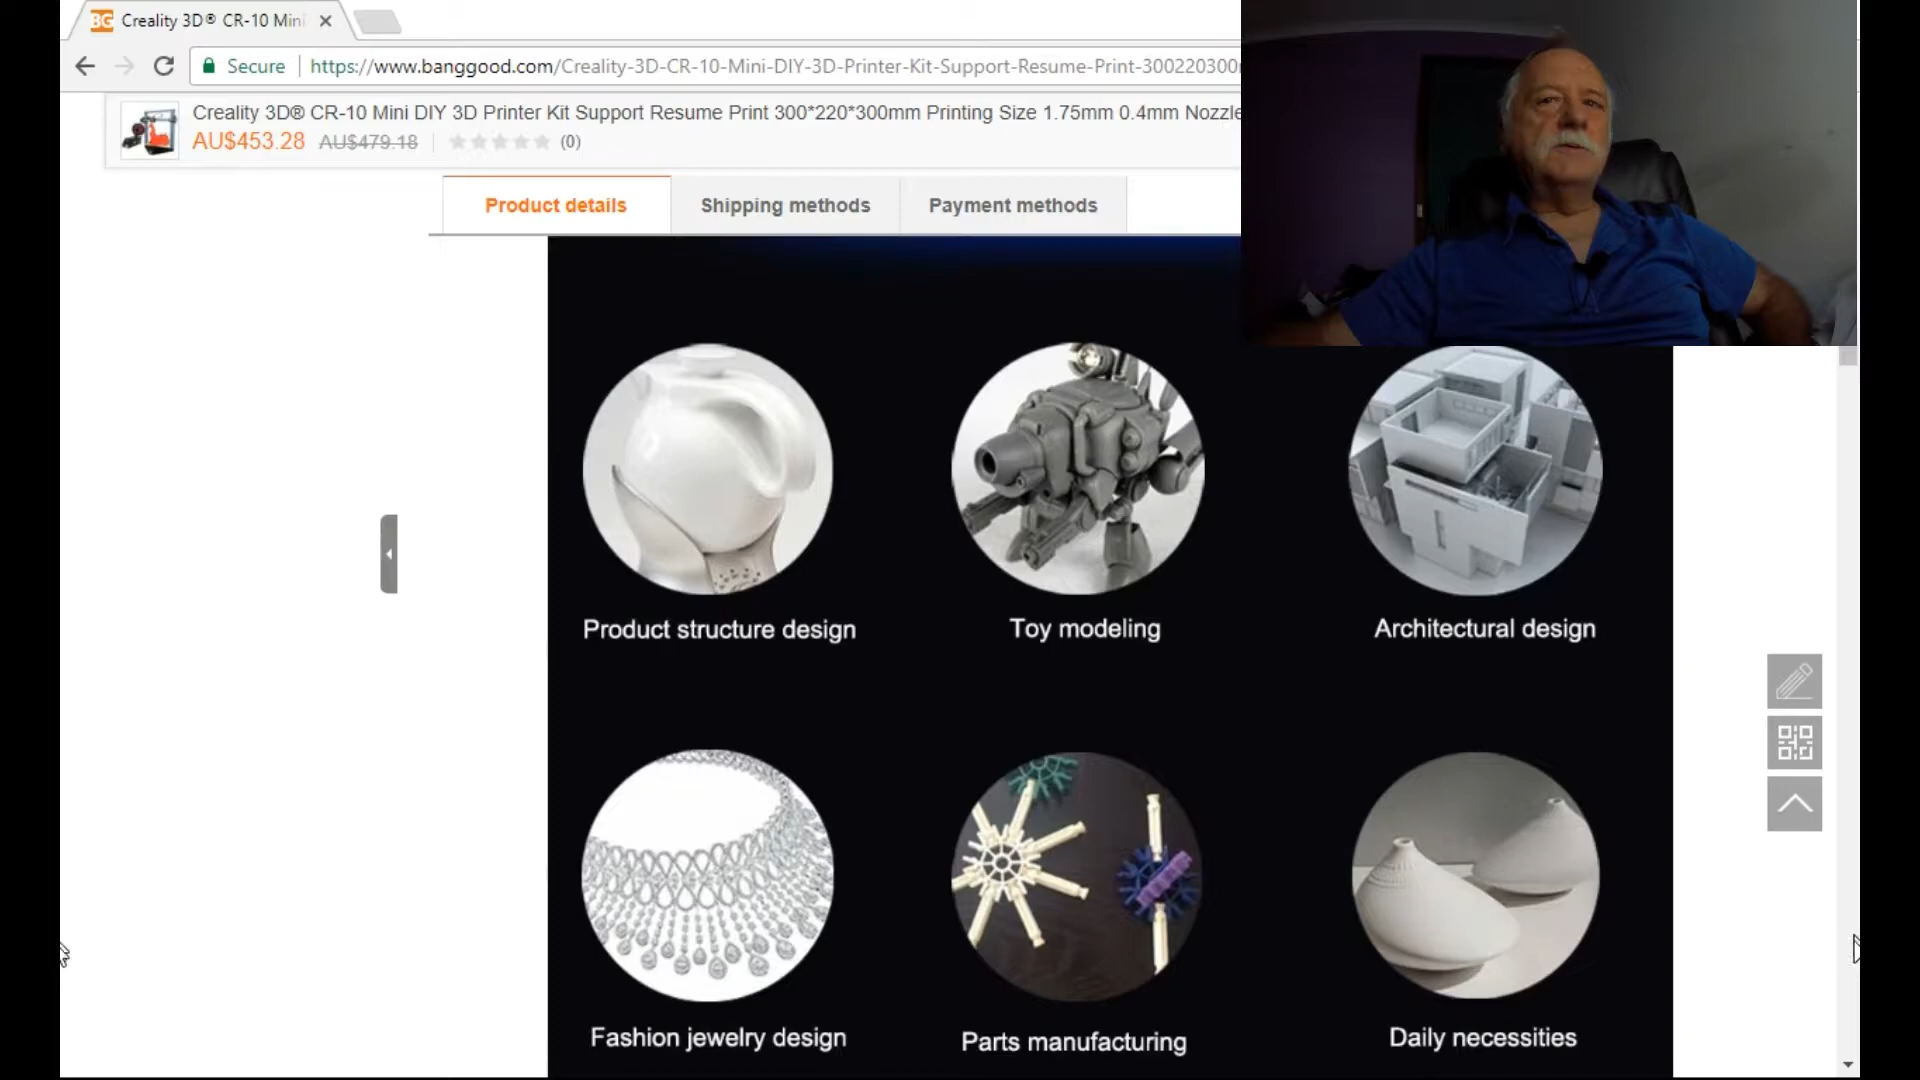 BG Creality 3D® CR-10 Mini
Secure https://www.banggood.com/Creality-3D-CR-10-Mini-DIY-3D-Printer-Kit-Support-Resume-Print-300220300
Creality 3D® CR-10 Mini DIY 3D Printer Kit Support Resume Print 300*220*300mm Printing Size 1.75mm 0.4mm Nozzle
AU$453.28 AU$479.18 (0)
Product details Shipping methods Payment methods
Product structure design Toy modeling Architectural design
Fashion jewelry design Parts manufacturing Daily necessities